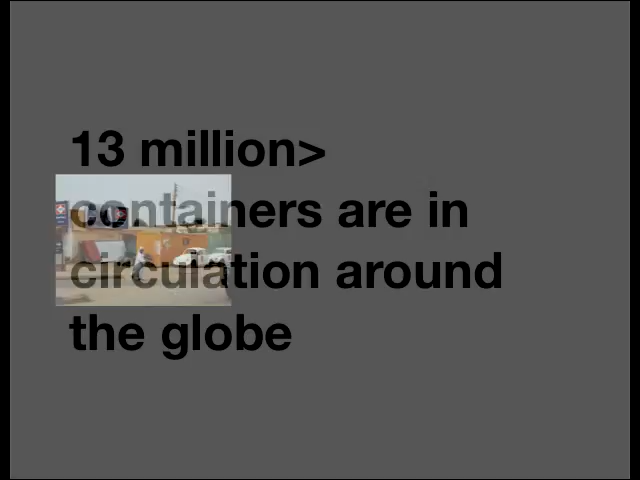 13 million>
containers are in
circulation around
the globe